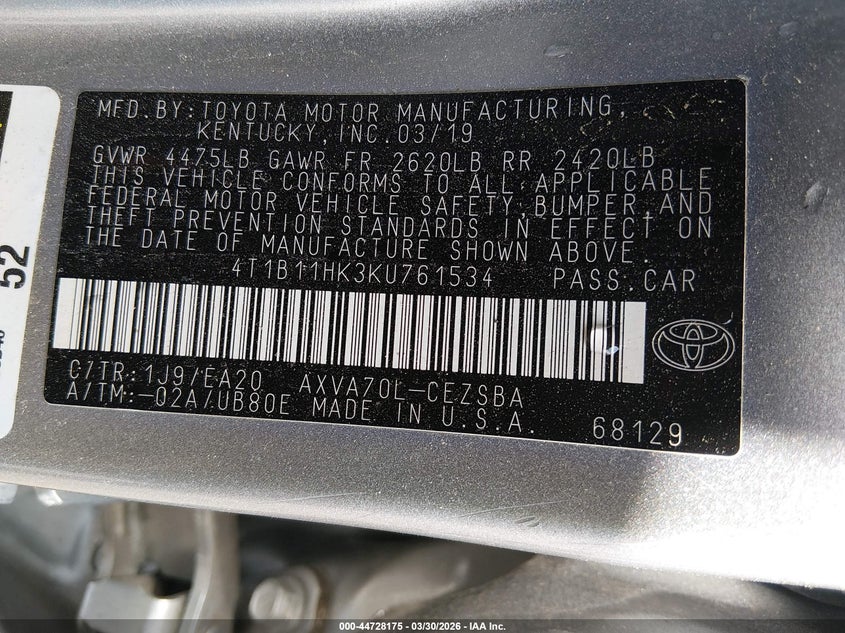 MFD.BY:TOYOTA MOTOR MANUFACTURING,
KENTUCKY, INC.03/19
GVWR 4475LB GAWR FR 2620LB RR 2420LB
THIS VEHICLE CONFORMS TO ALL APPLICABLE
FEDERAL MOTOR VEHICLE SAFETY,BUMPER,AND
THEFT PREVENTION STANDARDS IN EFFECT ON
THE DATE OF MANUFACTURE SHOWN ABOVE.
4T1B11HK3KU761534 PASS.CAR
C/TR:1J9/EA20 AXVA70L-CEZSBA
A/TM:-02A/UB80E MADE IN U.S.A.
68129
52
000-44728175 — 03/30/2026 — IAA Inc.